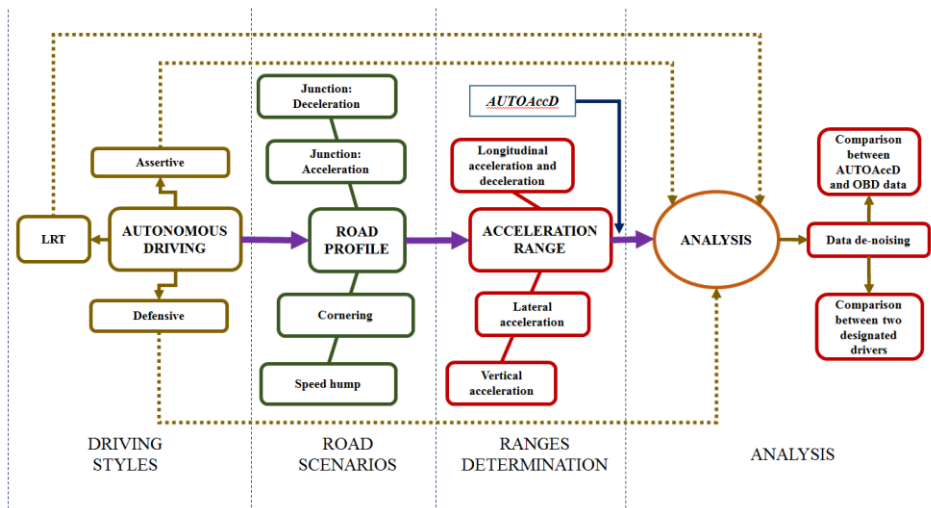 Assertive
LRT
AUTONOMOUS
DRIVING
Defensive
DRIVING
STYLES
Junction:
Deceleration
Junction:
Acceleration
ROAD
PROFILE
Cornering
Speed hump
ROAD
SCENARIOS
AUTOAccD
Longitudinal
acceleration and
deceleration
ACCELERATION
RANGE
Lateral
acceleration
Vertical
acceleration
RANGES
DETERMINATION
ANALYSIS
Comparison
between
AUTOAccD
and OBD data
Data de-noising
Comparison
between two
designated
drivers
ANALYSIS